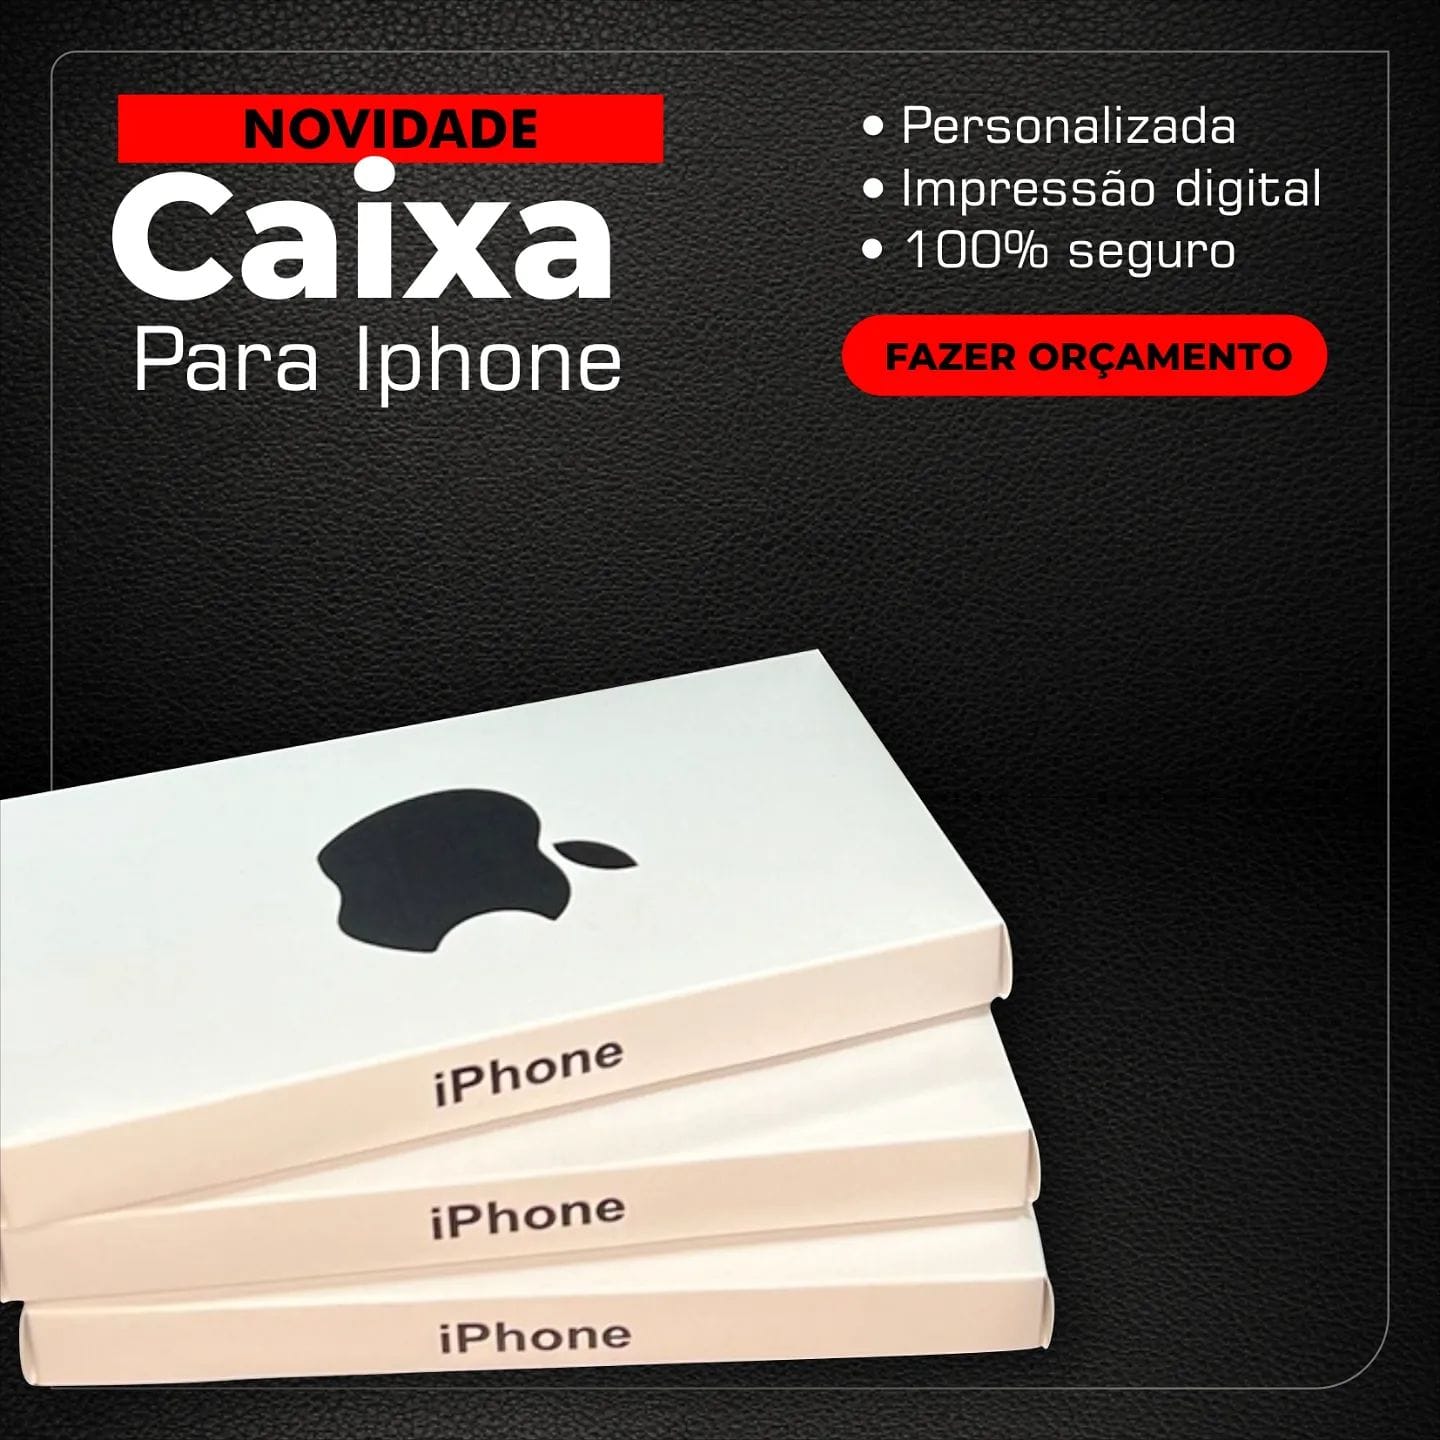 NOVIDADE
Caixa
Para Iphone
• Personalizada
• Impressão digital
• 100% seguro
FAZER ORÇAMENTO
iPhone
iPhone
iPhone